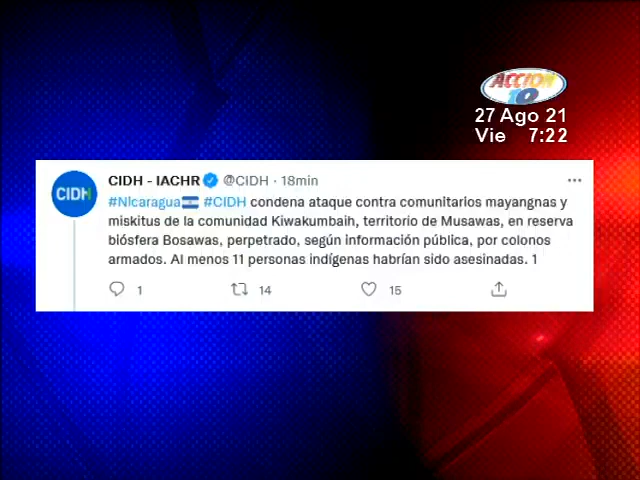 ACCION
10
27 Ago 21
Vie 7:22
CIDH
CIDH - IACHR @CIDH · 18min
#NIcaragua #CIDH condena ataque contra comunitarios mayangnas y
miskitus de la comunidad Kiwakumbaih, territorio de Musawas, en reserva
biósfera Bosawas, perpetrado, según información pública, por colonos
armados. Al menos 11 personas indígenas habrían sido asesinadas. 1
1 14 15